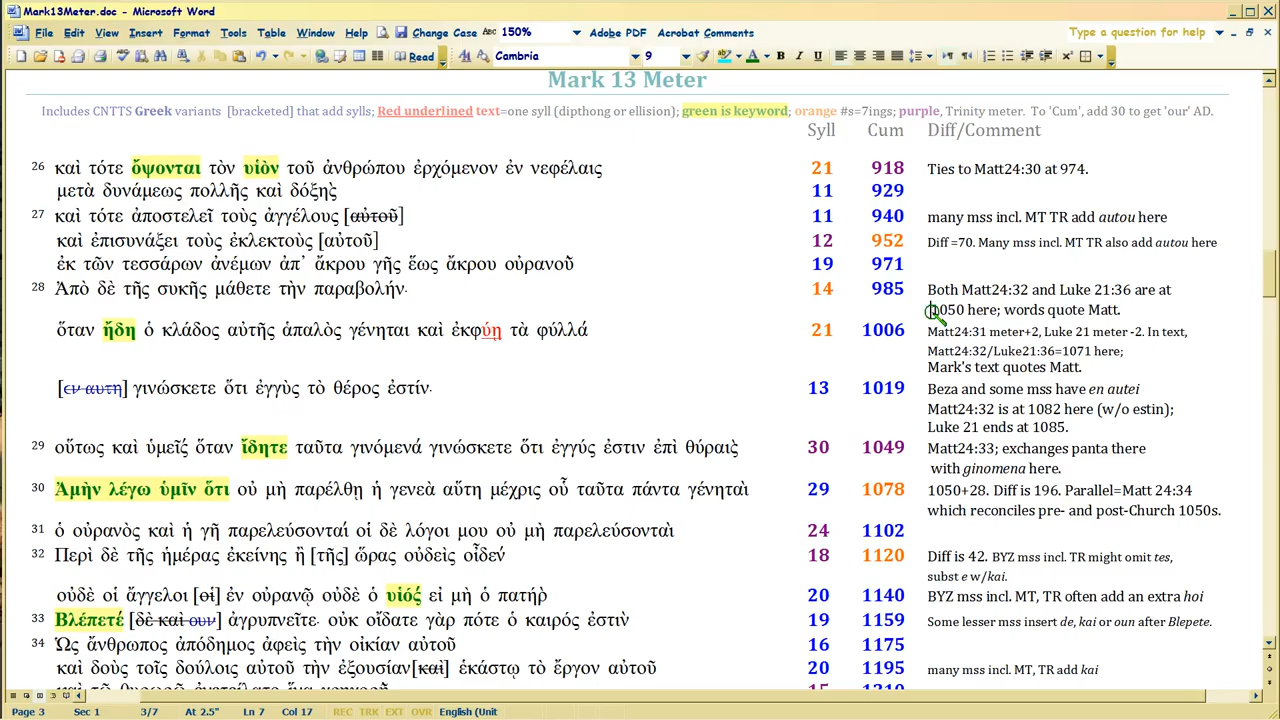 Mark13Meter.doc - Microsoft Word
File Edit View Insert Format Tools Table Window Help Change Case 150% Adobe PDF Acrobat Comments Type a question for help
Read Cambria 9 B I U
Mark 13 Meter
Includes CNTTS Greek variants [bracketed] that add sylls; Red underlined text=one syll (dipthong or ellision); green is keyword; orange #s=7ings, purple, Trinity meter. To 'Cum', add 30 to get 'our' AD.
Syll Cum Diff/Comment
26 καὶ τότε ὄψονται τὸν υἱὸν τοῦ ἀνθρώπου ἐρχόμενον ἐν νεφέλαις 21 918 Ties to Matt24:30 at 974.
μετὰ δυνάμεως πολλῆς καὶ δόξης 11 929
27 καὶ τότε ἀποστελεῖ τοὺς ἀγγέλους [αὐτοῦ] 11 940 many mss incl. MT TR add autou here
καὶ ἐπισυνάξει τοὺς ἐκλεκτοὺς [αὐτοῦ] 12 952 Diff =70. Many mss incl. MT TR also add autou here
ἐκ τῶν τεσσάρων ἀνέμων ἀπ᾽ ἄκρου γῆς ἕως ἄκρου οὐρανοῦ 19 971
28 Ἀπὸ δὲ τῆς συκῆς μάθετε τὴν παραβολήν· 14 985 Both Matt24:32 and Luke 21:36 are at
1050 here; words quote Matt.
ὅταν ἤδη ὁ κλάδος αὐτῆς ἁπαλὸς γένηται καὶ ἐκφύῃ τὰ φύλλά 21 1006 Matt24:31 meter+2, Luke 21 meter -2. In text,
Matt24:32/Luke21:36=1071 here;
Mark's text quotes Matt.
[εν αυτη] γινώσκετε ὅτι ἐγγὺς τὸ θέρος ἐστίν· 13 1019 Beza and some mss have en autei
Matt24:32 is at 1082 here (w/o estin);
Luke 21 ends at 1085.
29 οὕτως καὶ ὑμεῖς ὅταν ἴδητε ταῦτα γινόμενά γινώσκετε ὅτι ἐγγύς ἐστιν ἐπὶ θύραις 30 1049 Matt24:33; exchanges panta there
with ginomena here.
30 Ἀμὴν λέγω ὑμῖν ὅτι οὐ μὴ παρέλθῃ ἡ γενεὰ αὕτη μέχρις οὗ ταῦτα πάντα γένηται 29 1078 1050+28. Diff is 196. Parallel=Matt 24:34
which reconciles pre- and post-Church 1050s.
31 ὁ οὐρανὸς καὶ ἡ γῆ παρελεύσονται οἱ δὲ λόγοι μου οὐ μὴ παρελεύσονται 24 1102
32 Περὶ δὲ τῆς ἡμέρας ἐκείνης ἢ [τῆς] ὥρας οὐδεὶς οἶδεν 18 1120 Diff is 42. BYZ mss incl. TR might omit tes,
subst e w/kai.
οὐδὲ οἱ ἄγγελοι [οἱ] ἐν οὐρανῷ οὐδὲ ὁ υἱός εἰ μὴ ὁ πατήρ 20 1140 BYZ mss incl. MT, TR often add an extra hoi
33 Βλέπετέ [δὲ καὶ ουν] ἀγρυπνεῖτε· οὐκ οἴδατε γὰρ πότε ὁ καιρός ἐστιν 19 1159 Some lesser mss insert de, kai or oun after Blepete.
34 Ὡς ἄνθρωπος ἀπόδημος ἀφεὶς τὴν οἰκίαν αὐτοῦ 16 1175
καὶ δοὺς τοῖς δούλοις αὐτοῦ τὴν ἐξουσίαν[καὶ] ἑκάστῳ τὸ ἔργον αὐτοῦ 20 1195 many mss incl. MT, TR add kai
Page 3 Sec 1 3/7 At 2.5" Ln 7 Col 17 REC TRK EXT OVR English (Unit